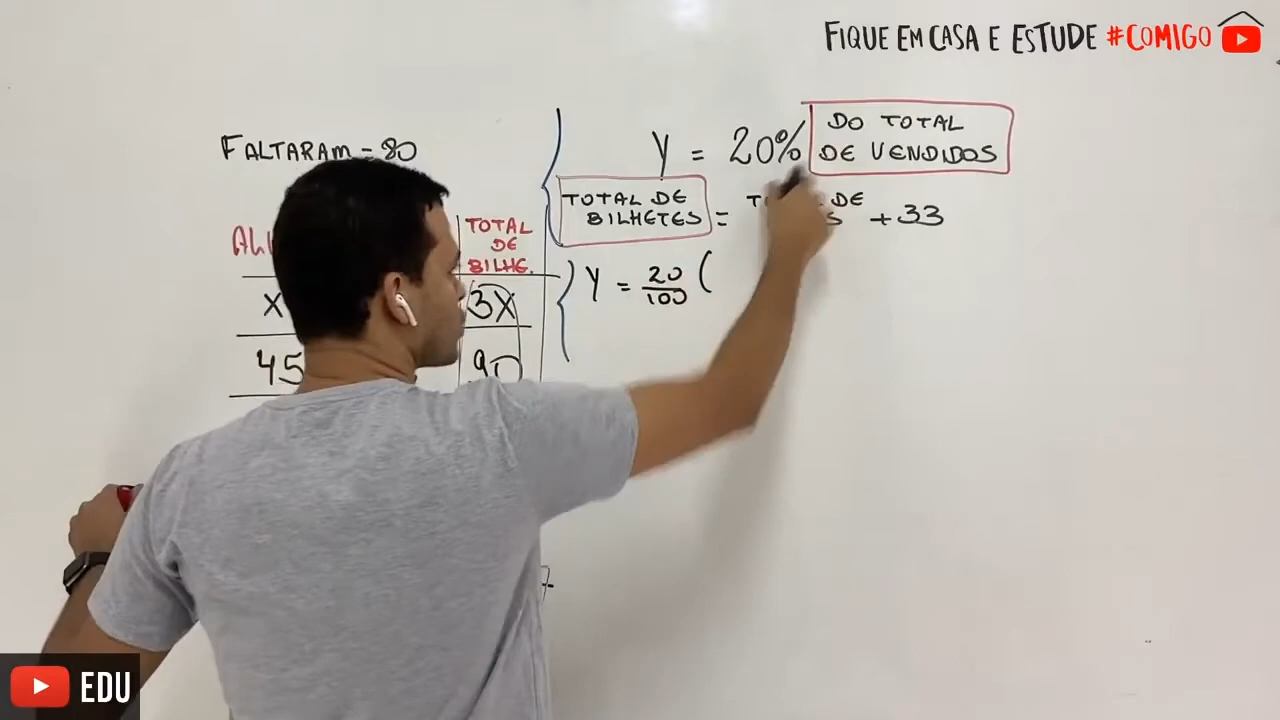 FIQUE EM CASA E ESTUDE #COMIGO
FALTARAM = 80
Y = 20% DO TOTAL
DE VENDIDOS
TOTAL DE
BILHETES = DE + 33
TOTAL
DE
BILHE.
X 3X
45 90
Y = 20/100 (
EDU